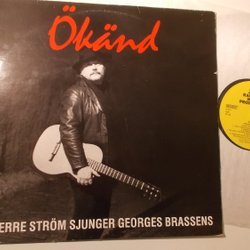 Ökänd
ERRE STRÖM SJUNGER GEORGES BRASSENS